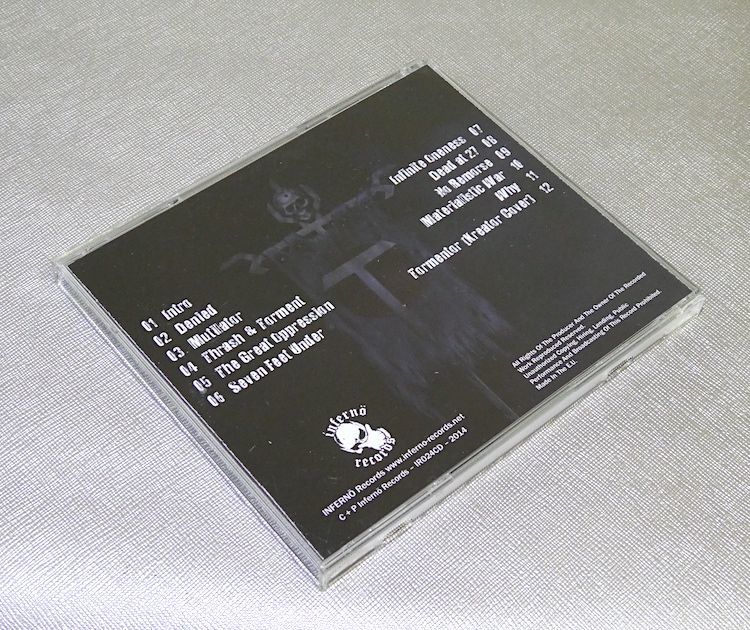 01 Intro
02 Denied
03 Mutilator
04 Thrash & Torment
05 The Great Oppression
06 Seven Feet Under
Infinite Oneness 07
Dead at 27 08
No Remorse 09
Materialistic War 10
Why 11
Tormentor (Kreator Cover) 12
infernö
records
INFERNÖ Records www.inferno-records.net
C + P Infernö Records - IR024CD - 2014
All Rights Of The Producer And The Owner Of The Recorded
Work Reproduced Reserved.
Unauthorized Copying, Hiring, Lending, Public
Performance And Broadcasting Of This Record Prohibited.
Made in The E.U.